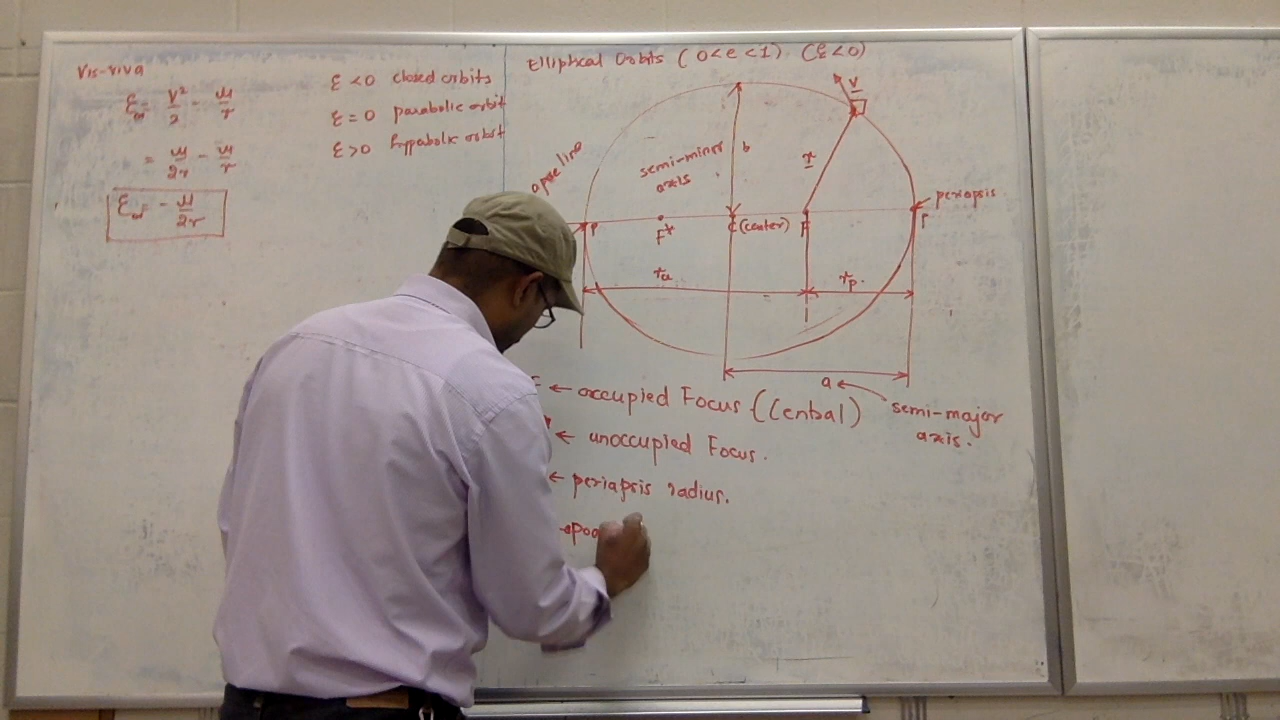 Vis-viva
ε = V²/2 - μ/r
= μ/2r - μ/r
ε = - μ/2r
ε < 0 closed orbits
ε = 0 parabolic orbit
ε > 0 hyperbolic orbit
Elliptical Orbits ( 0 < e < 1 ) (ε < 0)
V
apse line
semi-minor
axis
b
r
periapsis
P
F*
C (center)
F
P
ra
rp
a ←
semi-major
axis.
F ← occupied Focus (Central)
← unoccupied Focus.
← periapsis radius.